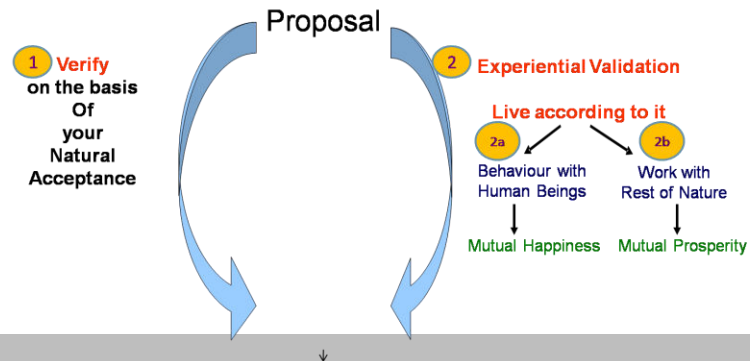 Proposal
1 Verify
on the basis
Of
your
Natural
Acceptance
2 Experiential Validation
Live according to it
2a
Behaviour with
Human Beings
Mutual Happiness
2b
Work with
Rest of Nature
Mutual Prosperity